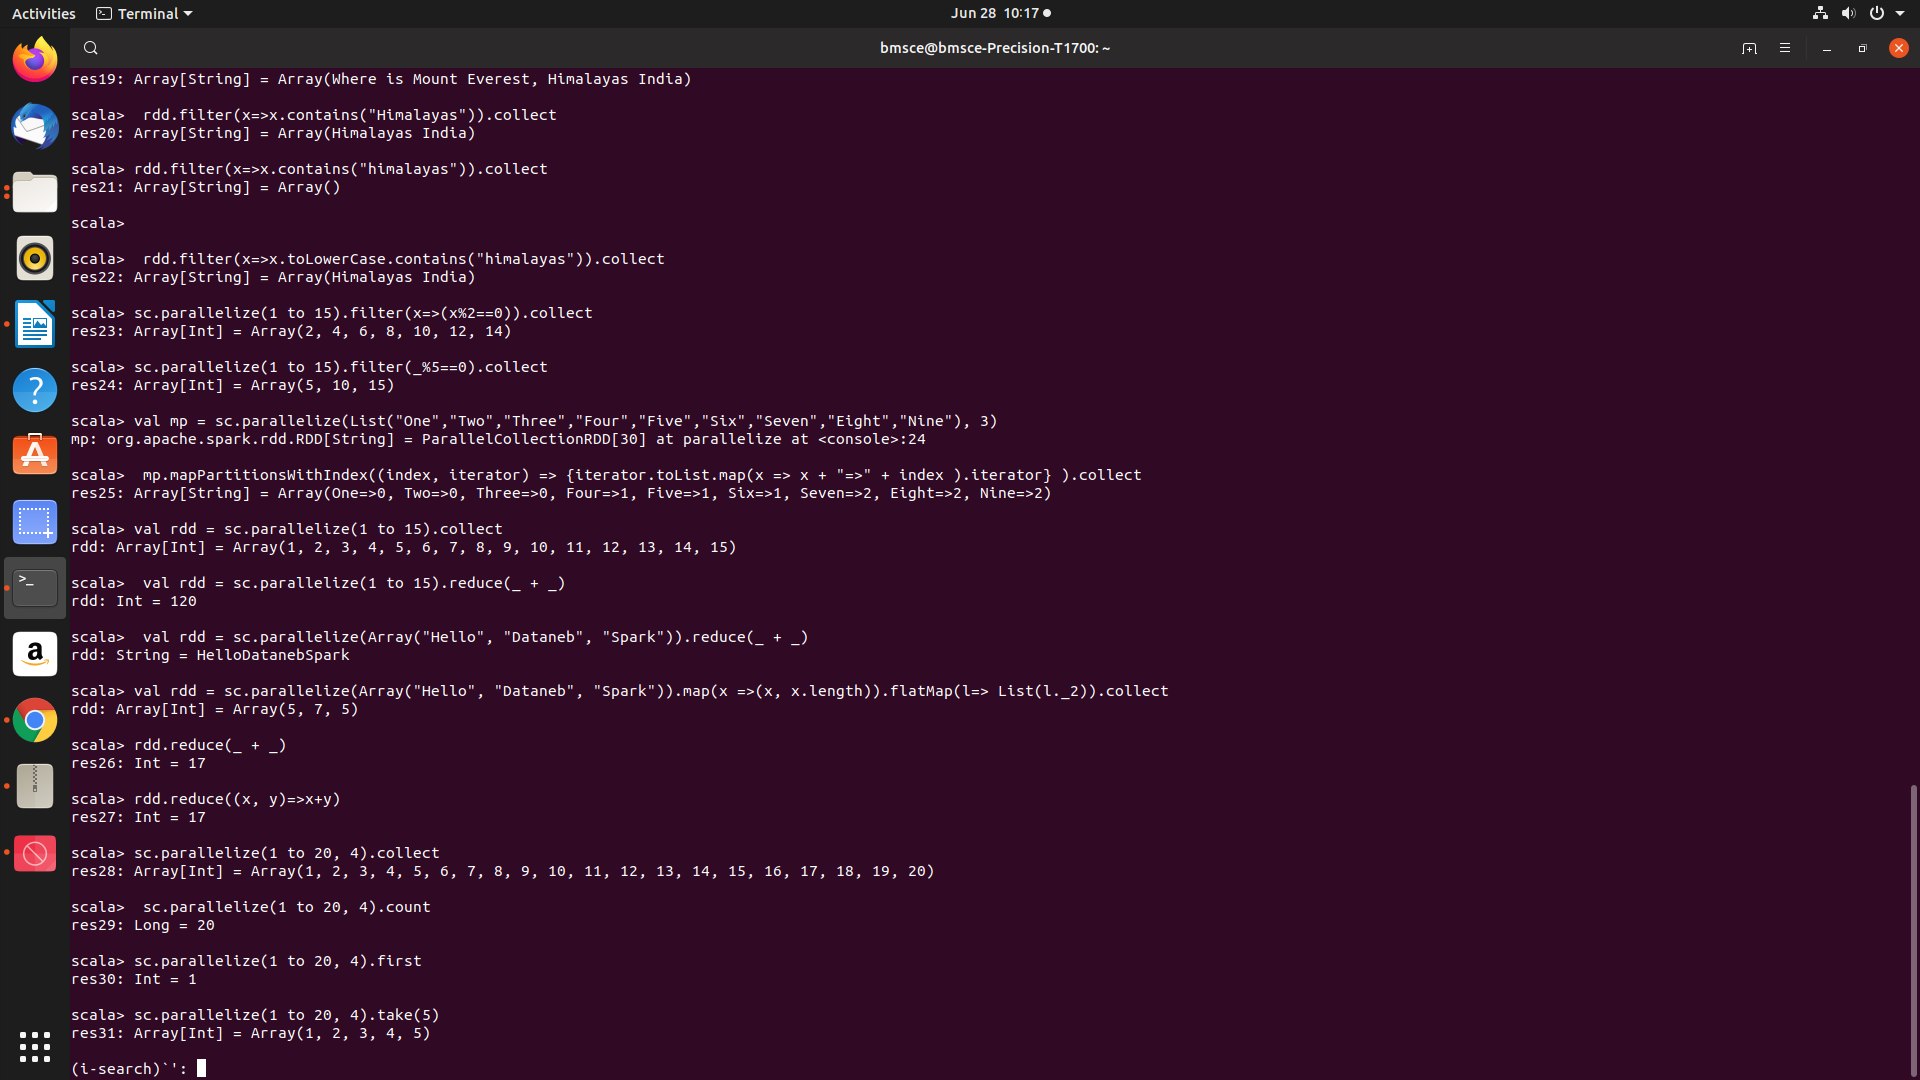 Activities
Terminal
Jun 28 10:17
bmsce@bmsce-Precision-T1700: ~
res19: Array[String] = Array(Where is Mount Everest, Himalayas India)
scala>  rdd.filter(x=>x.contains("Himalayas")).collect
res20: Array[String] = Array(Himalayas India)
scala> rdd.filter(x=>x.contains("himalayas")).collect
res21: Array[String] = Array()
scala>
scala>  rdd.filter(x=>x.toLowerCase.contains("himalayas")).collect
res22: Array[String] = Array(Himalayas India)
scala> sc.parallelize(1 to 15).filter(x=>(x%2==0)).collect
res23: Array[Int] = Array(2, 4, 6, 8, 10, 12, 14)
scala> sc.parallelize(1 to 15).filter(_%5==0).collect
res24: Array[Int] = Array(5, 10, 15)
scala> val mp = sc.parallelize(List("One","Two","Three","Four","Five","Six","Seven","Eight","Nine"), 3)
mp: org.apache.spark.rdd.RDD[String] = ParallelCollectionRDD[30] at parallelize at <console>:24
scala>  mp.mapPartitionsWithIndex((index, iterator) => {iterator.toList.map(x => x + "=>" + index ).iterator} ).collect
res25: Array[String] = Array(One=>0, Two=>0, Three=>0, Four=>1, Five=>1, Six=>1, Seven=>2, Eight=>2, Nine=>2)
scala> val rdd = sc.parallelize(1 to 15).collect
rdd: Array[Int] = Array(1, 2, 3, 4, 5, 6, 7, 8, 9, 10, 11, 12, 13, 14, 15)
scala>  val rdd = sc.parallelize(1 to 15).reduce(_ + _)
rdd: Int = 120
scala>  val rdd = sc.parallelize(Array("Hello", "Dataneb", "Spark")).reduce(_ + _)
rdd: String = HelloDatanebSpark
scala> val rdd = sc.parallelize(Array("Hello", "Dataneb", "Spark")).map(x =>(x, x.length)).flatMap(l=> List(l._2)).collect
rdd: Array[Int] = Array(5, 7, 5)
scala> rdd.reduce(_ + _)
res26: Int = 17
scala> rdd.reduce((x, y)=>x+y)
res27: Int = 17
scala> sc.parallelize(1 to 20, 4).collect
res28: Array[Int] = Array(1, 2, 3, 4, 5, 6, 7, 8, 9, 10, 11, 12, 13, 14, 15, 16, 17, 18, 19, 20)
scala>  sc.parallelize(1 to 20, 4).count
res29: Long = 20
scala> sc.parallelize(1 to 20, 4).first
res30: Int = 1
scala> sc.parallelize(1 to 20, 4).take(5)
res31: Array[Int] = Array(1, 2, 3, 4, 5)
(i-search)`':